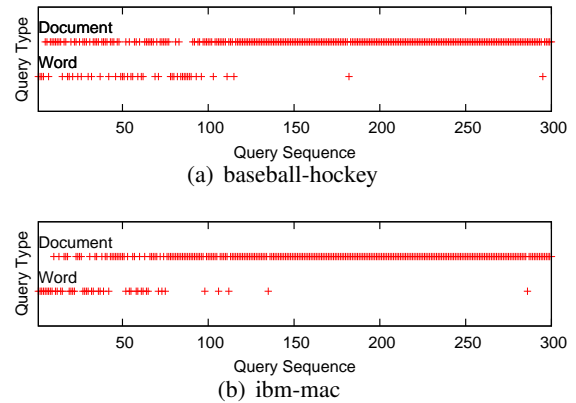 Query Type
Document
Word
50 100 150 200 250 300
Query Sequence
(a) baseball-hockey
Query Type
Document
Word
50 100 150 200 250 300
Query Sequence
(b) ibm-mac